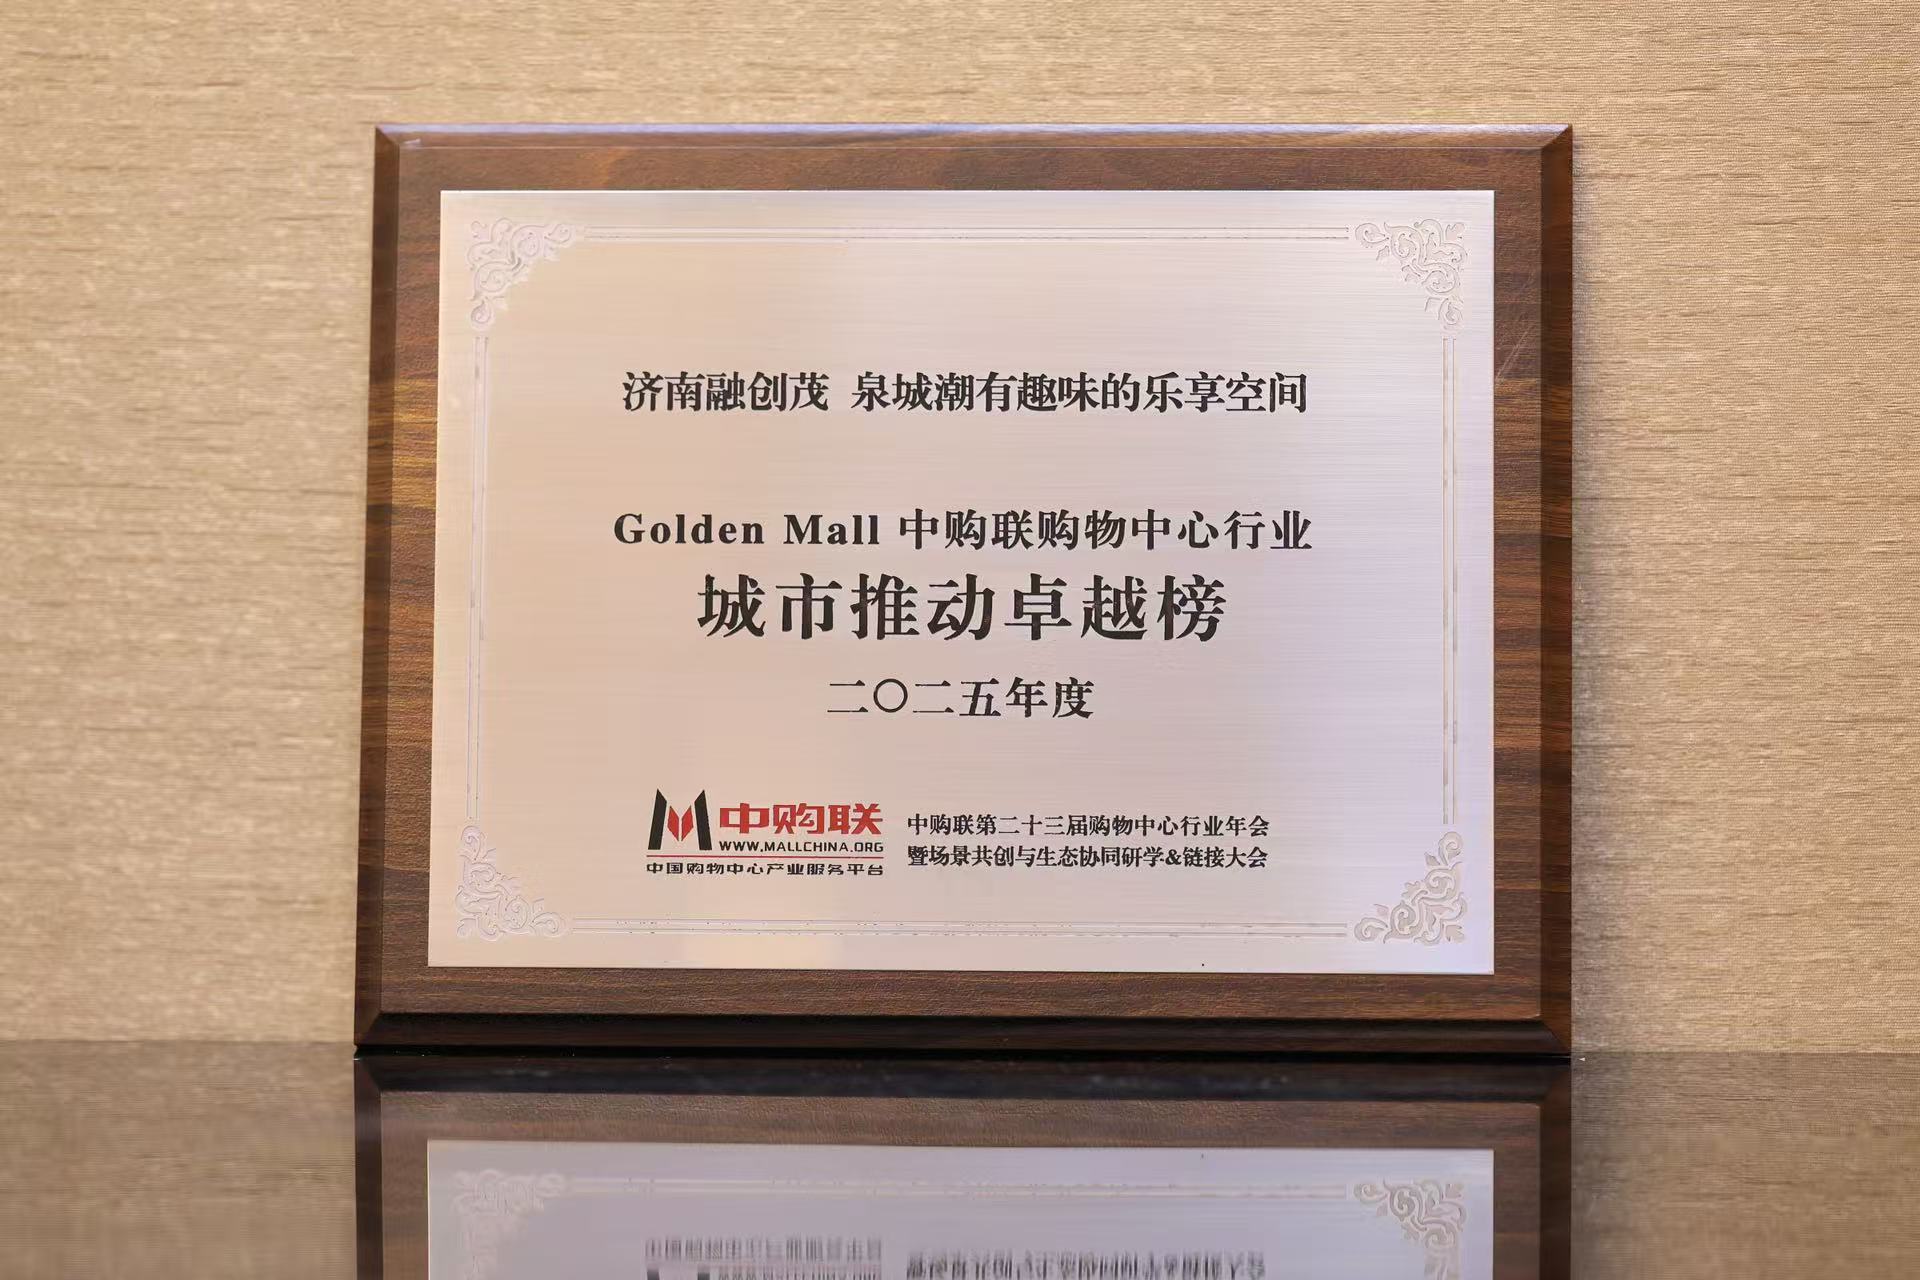 济南融创茂 泉城潮有趣味的乐享空间
Golden Mall 中购联购物中心行业
城市推动卓越榜
二〇二五年度
中购联
WWW.MALLCHINA.ORG
中国购物中心产业服务平台
中购联第二十三届购物中心行业年会
暨场景共创与生态协同研学&链接大会